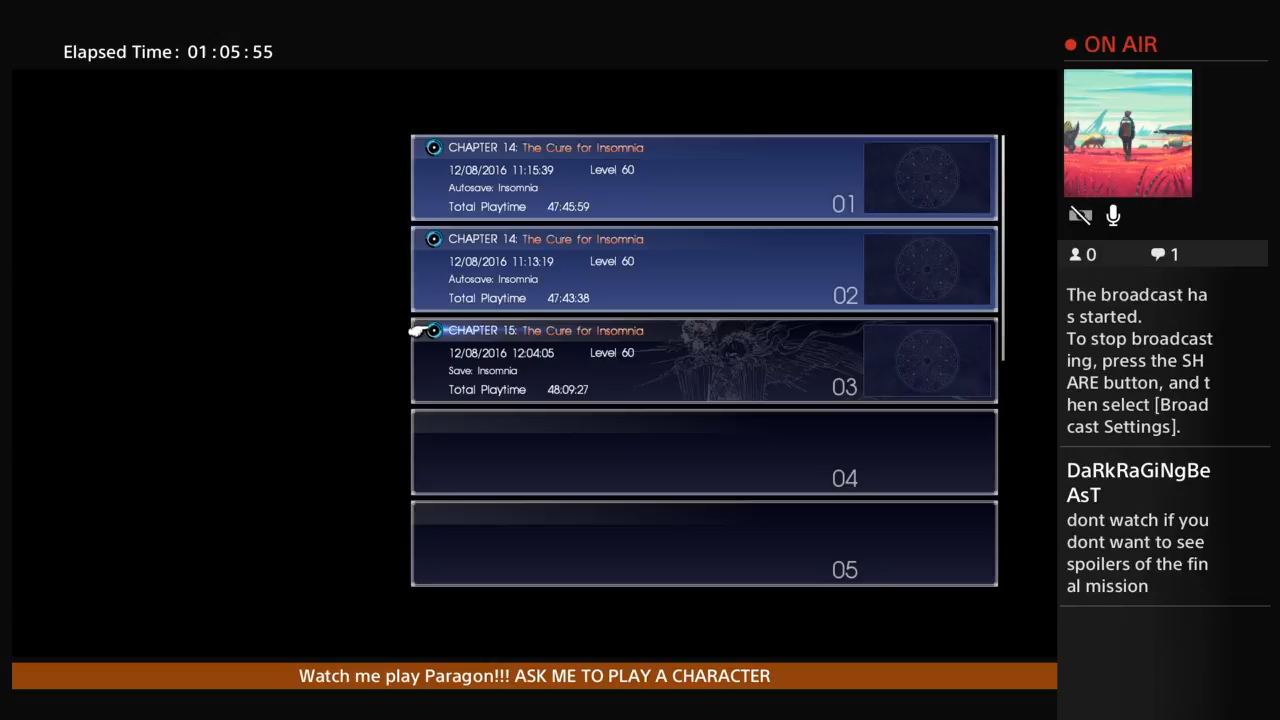 Elapsed Time: 01:05:55
ON AIR
CHAPTER 14: The Cure for Insomnia
12/08/2016 11:15:39 Level 60
Autosave: Insomnia
Total Playtime 47:45:59
01
CHAPTER 14: The Cure for Insomnia
12/08/2016 11:13:19 Level 60
Autosave: Insomnia
Total Playtime 47:43:38
02
CHAPTER 15: The Cure for Insomnia
12/08/2016 12:04:05 Level 60
Save: Insomnia
Total Playtime 48:09:27
03
04
05
0 1
The broadcast ha
s started.
To stop broadcast
ing, press the SH
ARE button, and t
hen select [Broad
cast Settings].
DaRkRaGiNgBe
AsT
dont watch if you
dont want to see
spoilers of the fin
al mission
Watch me play Paragon!!! ASK ME TO PLAY A CHARACTER